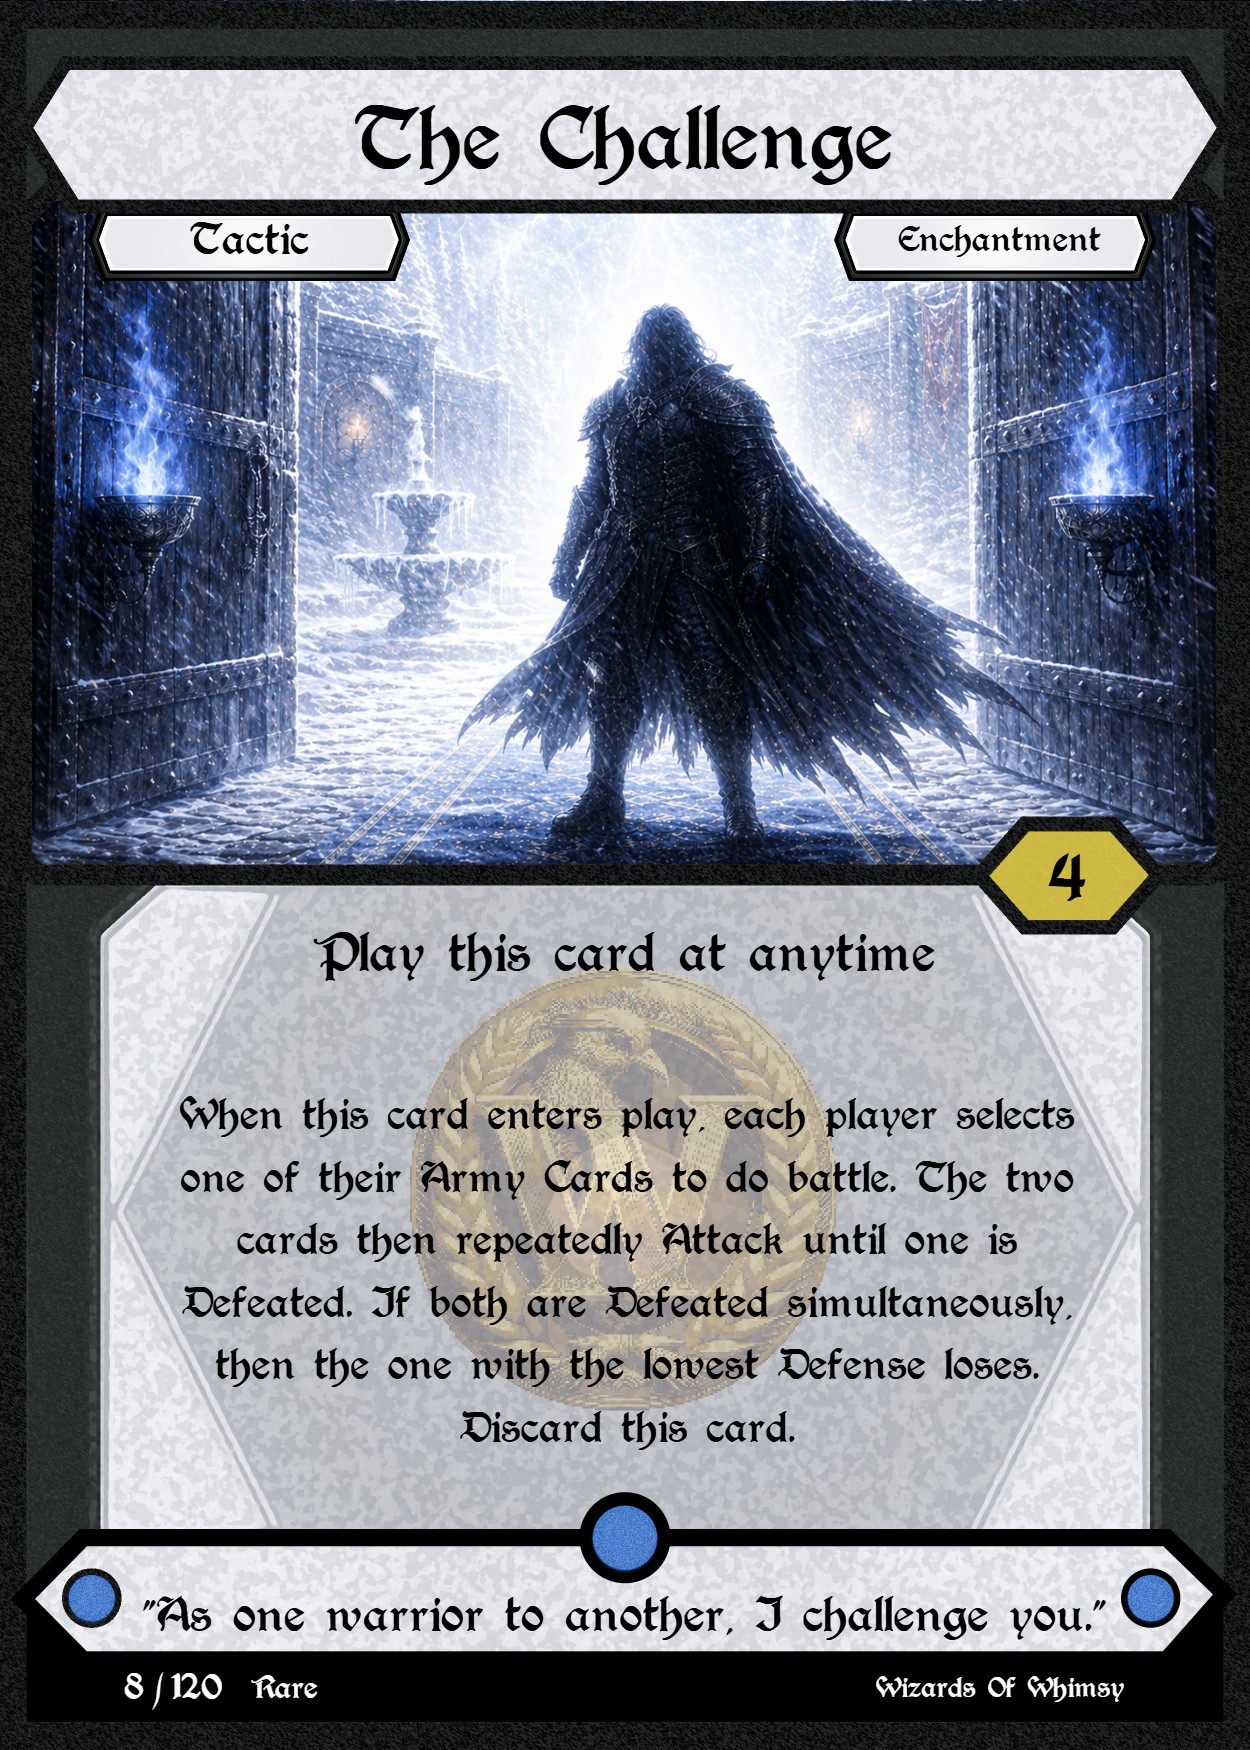 The Challenge
Tactic
Enchantment
4
Play this card at anytime
When this card enters play, each player selects
one of their Army Cards to do battle. The two
cards then repeatedly Attack until one is
Defeated. If both are Defeated simultaneously,
then the one with the lowest Defense loses.
Discard this card.
W
"As one warrior to another, I challenge you."
8 / 120 Rare
Wizards Of Whimsy